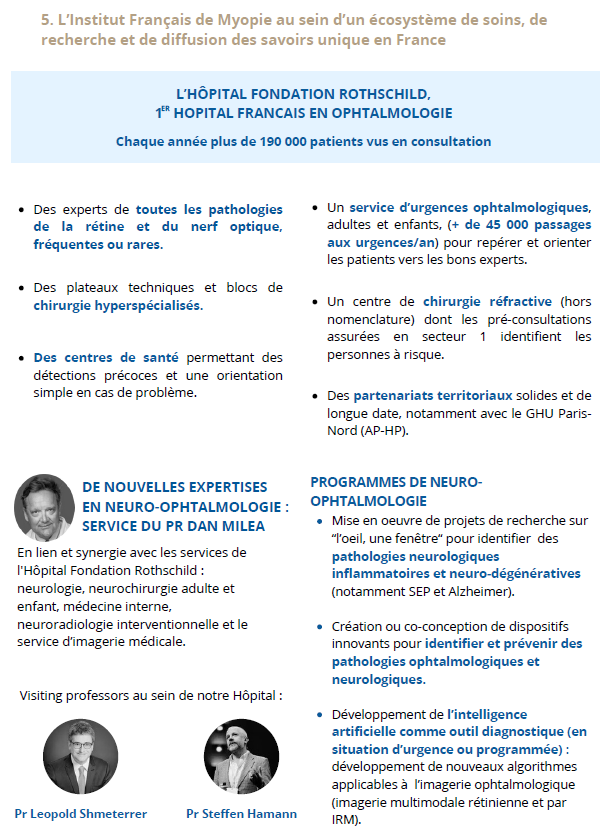 5. L’Institut Français de Myopie au sein d’un écosystème de soins, de
recherche et de diffusion des savoirs unique en France
L’HÔPITAL FONDATION ROTHSCHILD,
1ER HOPITAL FRANCAIS EN OPHTALMOLOGIE
Chaque année plus de 190 000 patients vus en consultation
• Des experts de toutes les pathologies
de la rétine et du nerf optique,
fréquentes ou rares.
• Des plateaux techniques et blocs de
chirurgie hyperspécialisés.
• Des centres de santé permettant des
détections précoces et une orientation
simple en cas de problème.
• Un service d’urgences ophtalmologiques,
adultes et enfants, (+ de 45 000 passages
aux urgences/an) pour repérer et orienter
les patients vers les bons experts.
• Un centre de chirurgie réfractive (hors
nomenclature) dont les pré-consultations
assurées en secteur 1 identifient les
personnes à risque.
• Des partenariats territoriaux solides et de
longue date, notamment avec le GHU Paris-
Nord (AP-HP).
DE NOUVELLES EXPERTISES
EN NEURO-OPHTALMOLOGIE :
SERVICE DU PR DAN MILEA
En lien et synergie avec les services de
l'Hôpital Fondation Rothschild :
neurologie, neurochirurgie adulte et
enfant, médecine interne,
neuroradiologie interventionnelle et le
service d’imagerie médicale.
Visiting professors au sein de notre Hôpital :
Pr Leopold Shmeterrer
Pr Steffen Hamann
PROGRAMMES DE NEURO-
OPHTALMOLOGIE
• Mise en oeuvre de projets de recherche sur
“l’oeil, une fenêtre“ pour identifier des
pathologies neurologiques
inflammatoires et neuro-dégénératives
(notamment SEP et Alzheimer).
• Création ou co-conception de dispositifs
innovants pour identifier et prévenir des
pathologies ophtalmologiques et
neurologiques.
• Développement de l’intelligence
artificielle comme outil diagnostique (en
situation d’urgence ou programmée) :
développement de nouveaux algorithmes
applicables à l’imagerie ophtalmologique
(imagerie multimodale rétinienne et par
IRM).